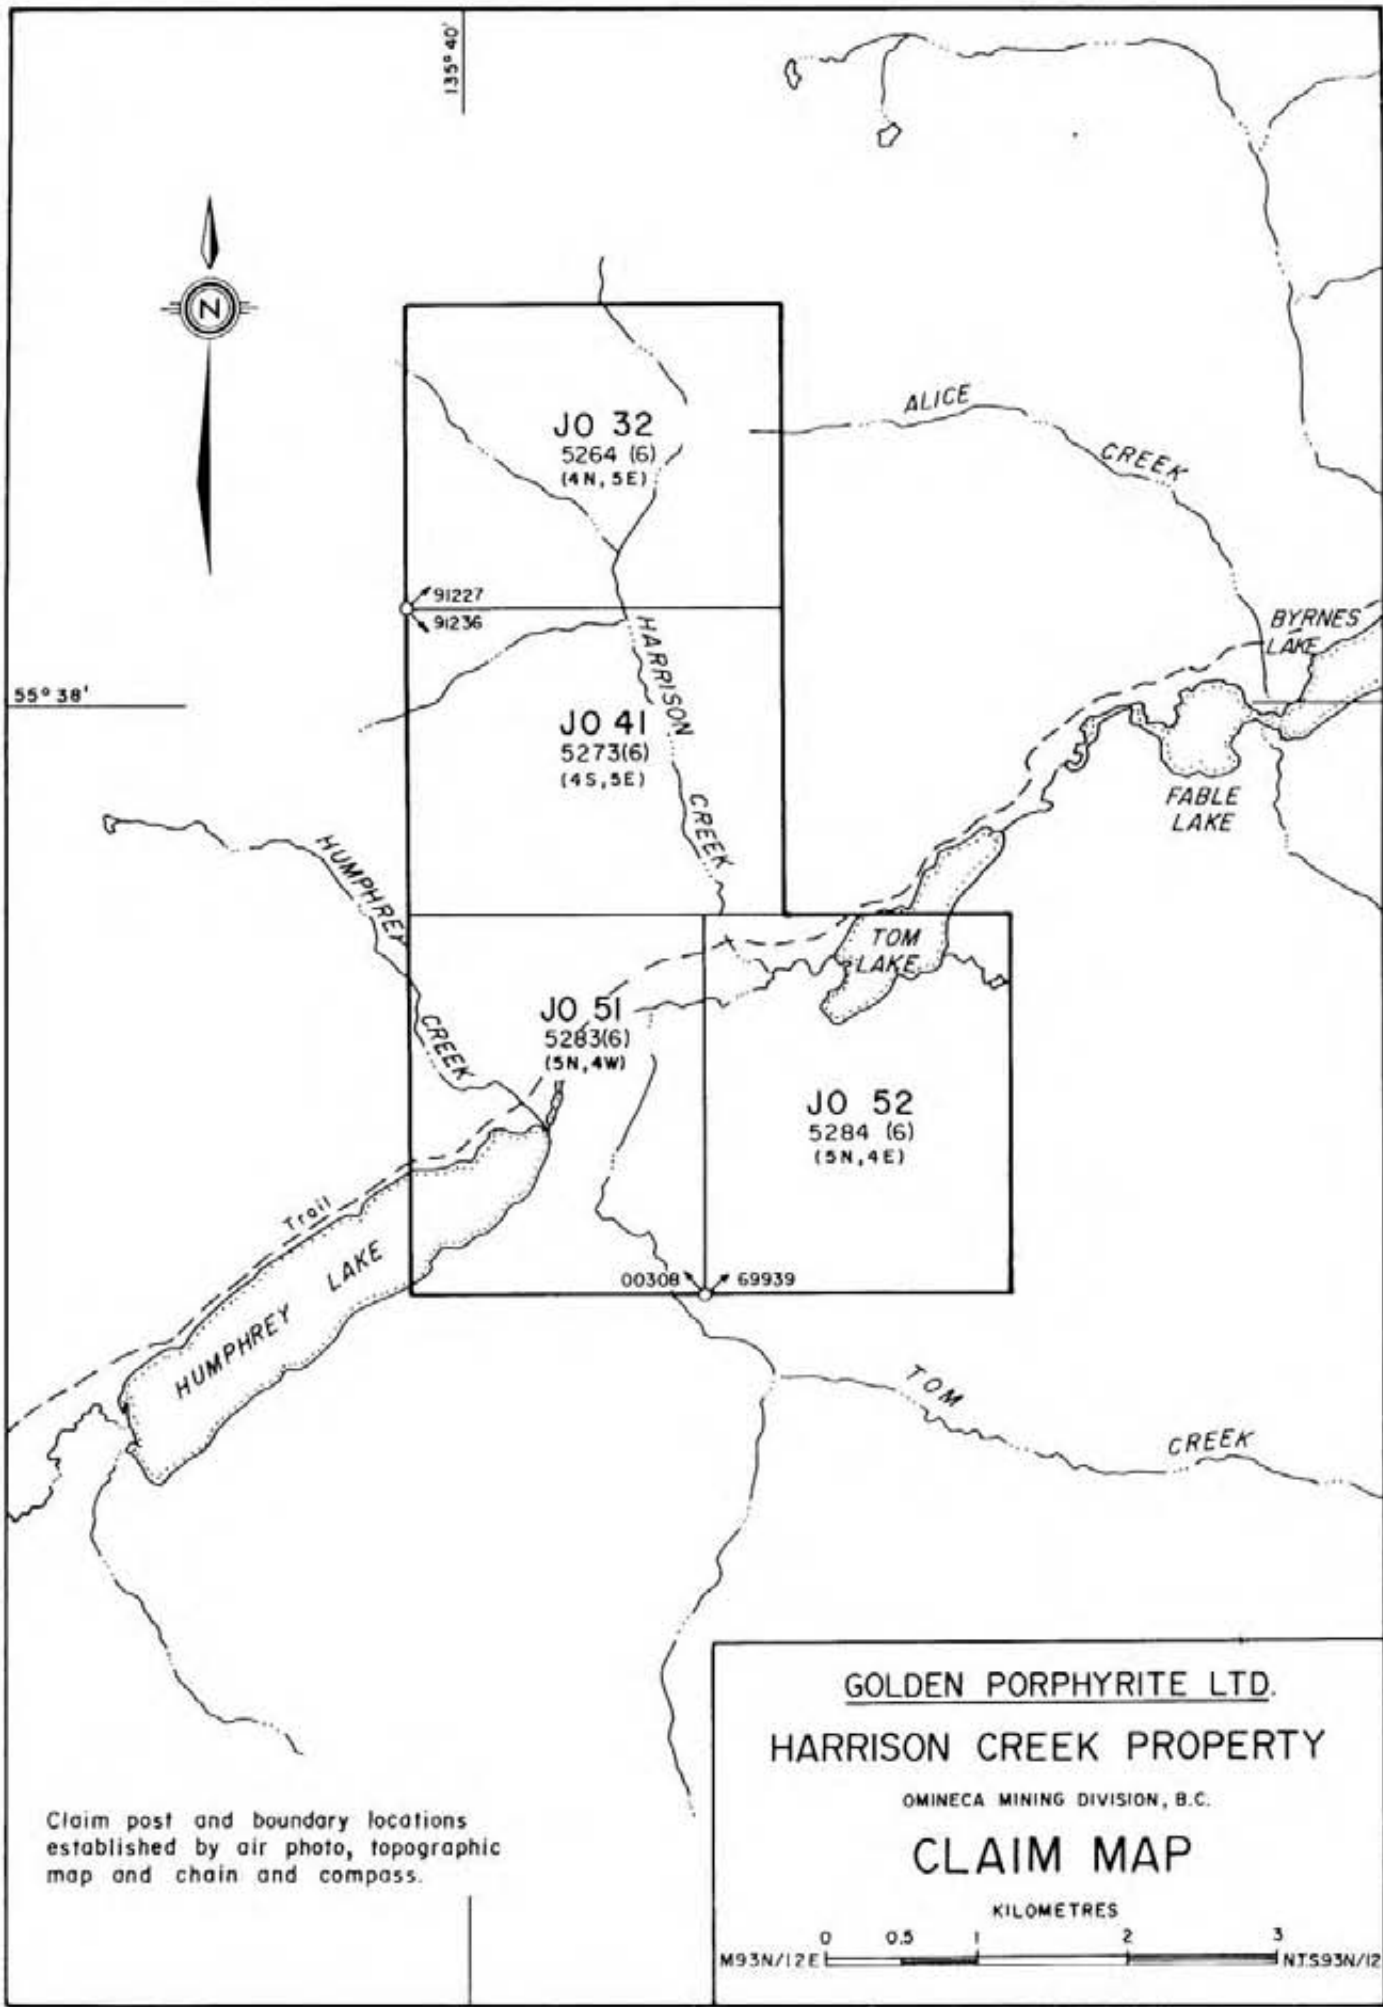 135° 40'
N
ALICE
CREEK
JO 32
5264 (6)
(4N, 5E)
91227
91236
BYRNES
LAKE
55° 38'
HARRISON
CREEK
JO 41
5273(6)
(4S, 5E)
FABLE
LAKE
HUMPHREY
CREEK
TOM
LAKE
JO 51
5283(6)
(5N, 4W)
JO 52
5284 (6)
(5N, 4E)
Trail
HUMPHREY LAKE
00308
69939
TOM
CREEK
GOLDEN PORPHYRITE LTD.
HARRISON CREEK PROPERTY
OMINECA MINING DIVISION, B.C.
CLAIM MAP
KILOMETRES
0 0.5 1 2 3
M93N/12E
N.T.S93N/12
Claim post and boundary locations
established by air photo, topographic
map and chain and compass.